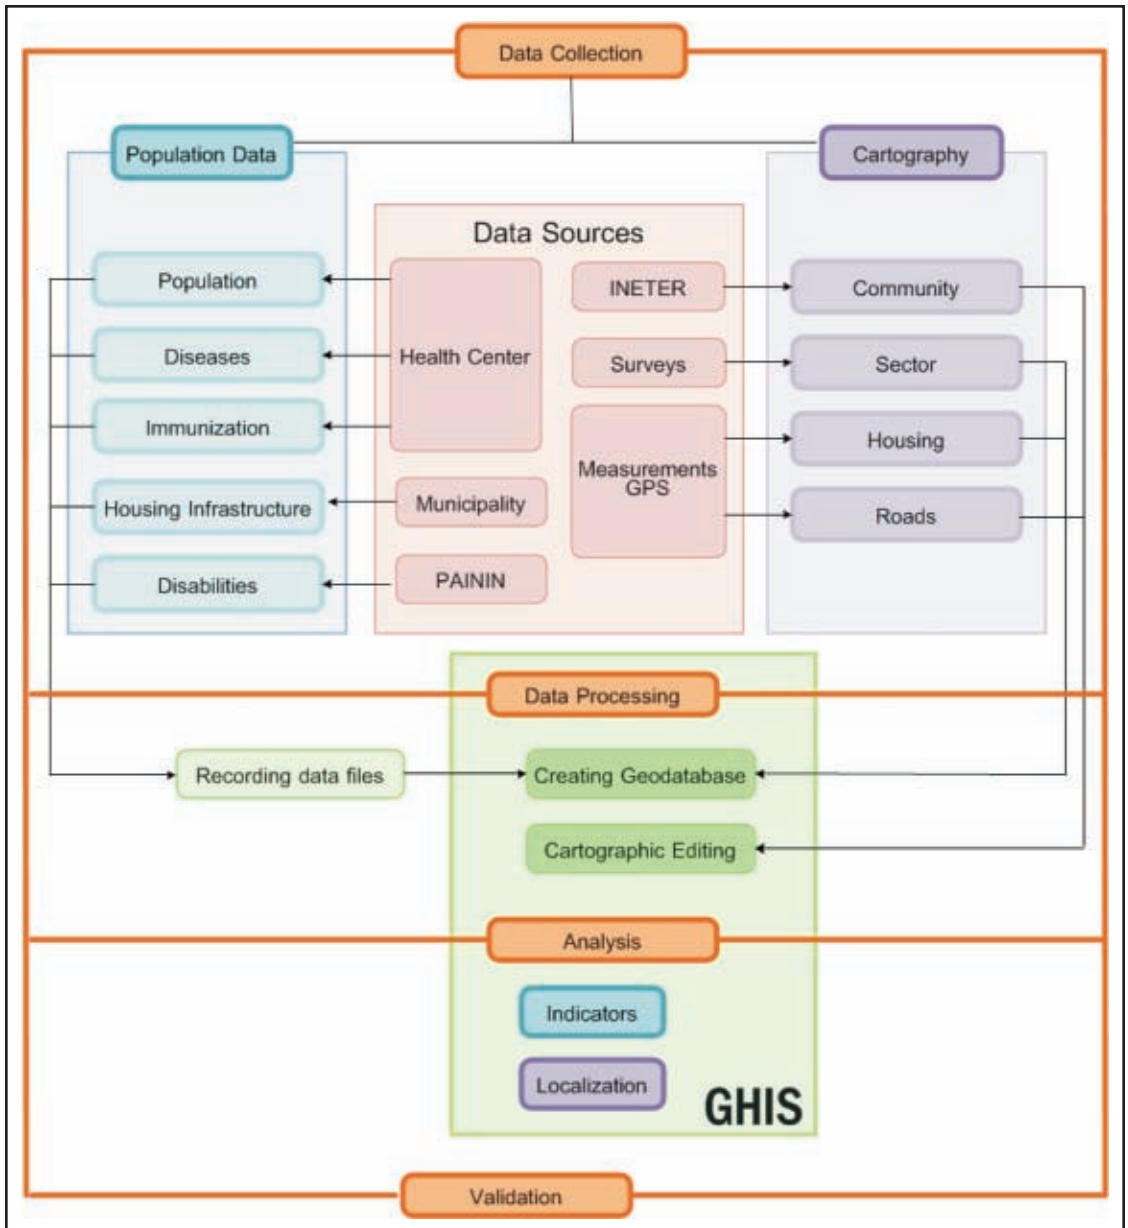 Data Collection
Population Data
Cartography
Data Sources
Population
Diseases
Immunization
Housing Infrastructure
Disabilities
Health Center
Municipality
PAININ
INETER
Surveys
Measurements
GPS
Community
Sector
Housing
Roads
Data Processing
Recording data files
Creating Geodatabase
Cartographic Editing
Analysis
Indicators
Localization
GHIS
Validation